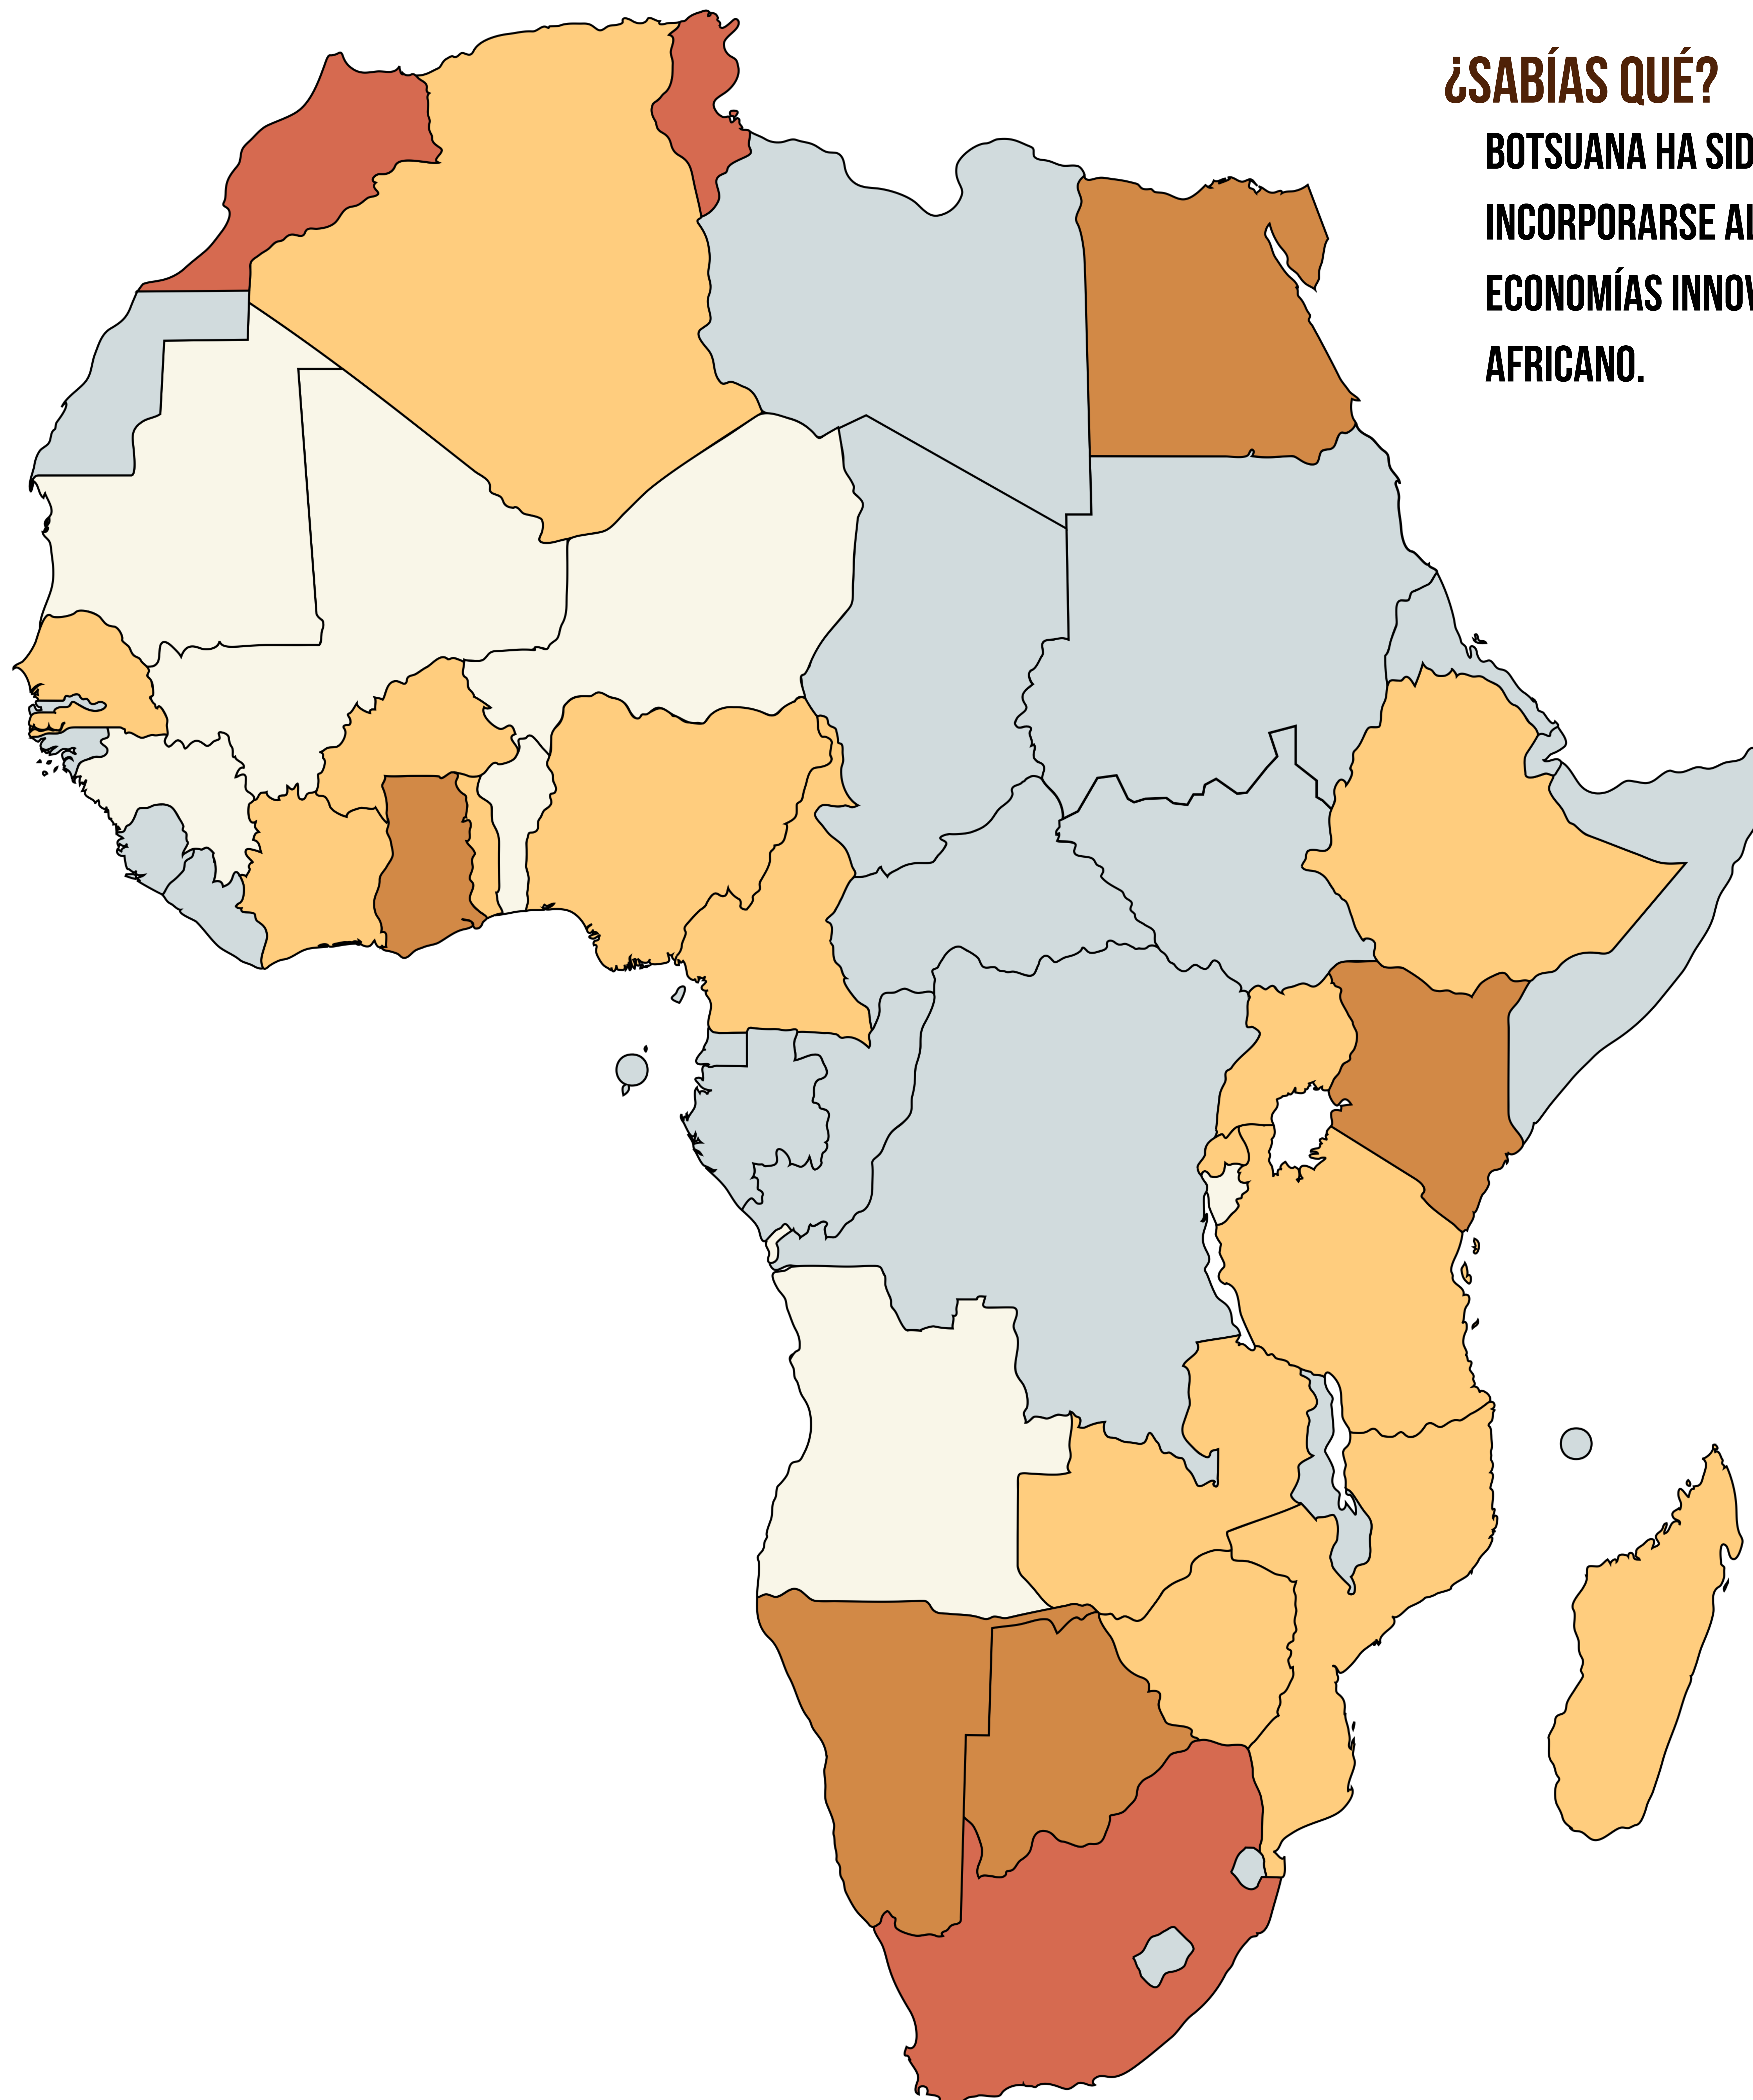 ¿SABÍAS QUÉ?
BOTSUANA HA SID
INCORPORARSE AL
ECONOMÍAS INNOV
AFRICANO.